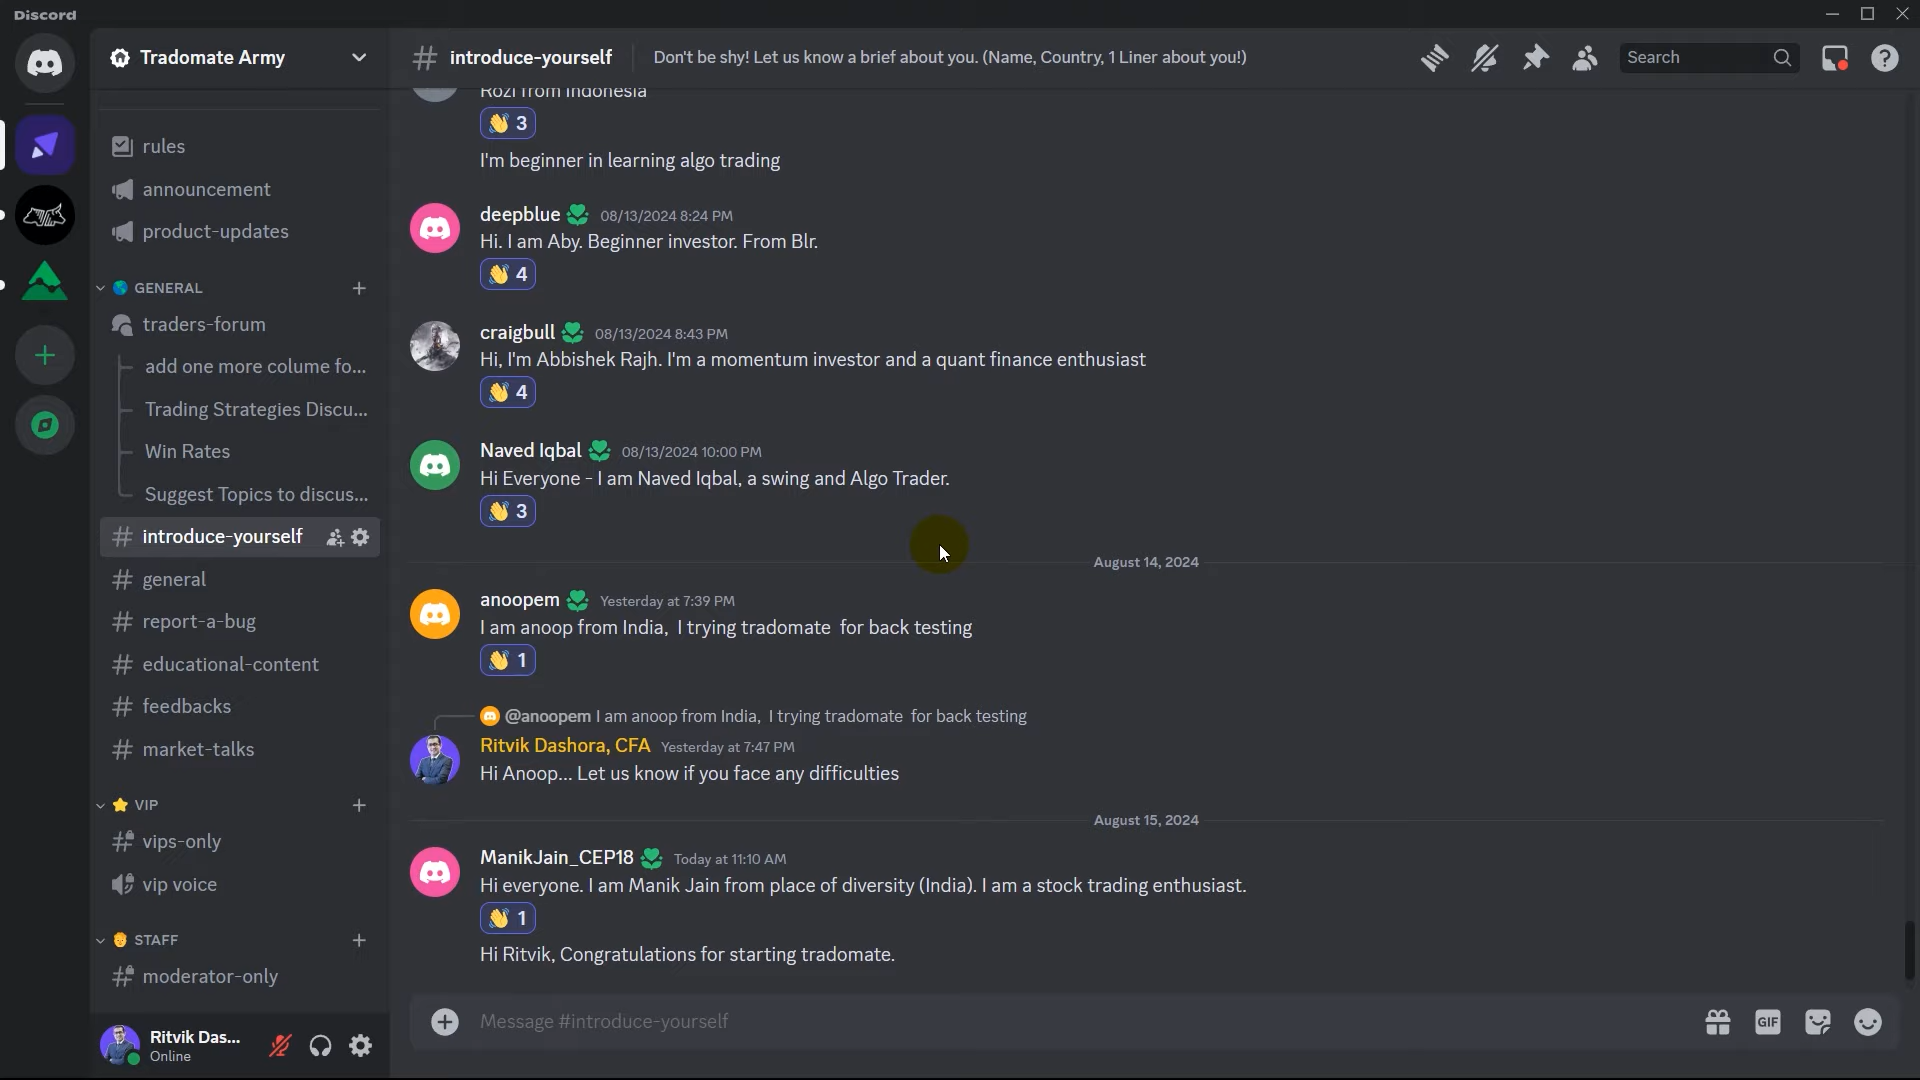 Discord
Tradomate Army
# introduce-yourself
Don't be shy! Let us know a brief about you. (Name, Country, 1 Liner about you!)
Search
rules
announcement
product-updates
GENERAL
traders-forum
add one more colume fo...
Trading Strategies Discu...
Win Rates
Suggest Topics to discus...
# introduce-yourself
# general
# report-a-bug
# educational-content
# feedbacks
# market-talks
VIP
# vips-only
vip voice
STAFF
# moderator-only
Ritvik Das...
Online
Rozi from Indonesia
👋 3
I'm beginner in learning algo trading
deepblue 08/13/2024 8:24 PM
Hi. I am Aby. Beginner investor. From Blr.
👋 4
craigbull 08/13/2024 8:43 PM
Hi, I'm Abbishek Rajh. I'm a momentum investor and a quant finance enthusiast
👋 4
Naved Iqbal 08/13/2024 10:00 PM
Hi Everyone - I am Naved Iqbal, a swing and Algo Trader.
👋 3
August 14, 2024
anoopem Yesterday at 7:39 PM
I am anoop from India,  I trying tradomate  for back testing
👋 1
@anoopem I am anoop from India,  I trying tradomate  for back testing
Ritvik Dashora, CFA Yesterday at 7:47 PM
Hi Anoop... Let us know if you face any difficulties
August 15, 2024
ManikJain_CEP18 Today at 11:10 AM
Hi everyone. I am Manik Jain from place of diversity (India). I am a stock trading enthusiast.
👋 1
Hi Ritvik, Congratulations for starting tradomate.
Message #introduce-yourself
GIF